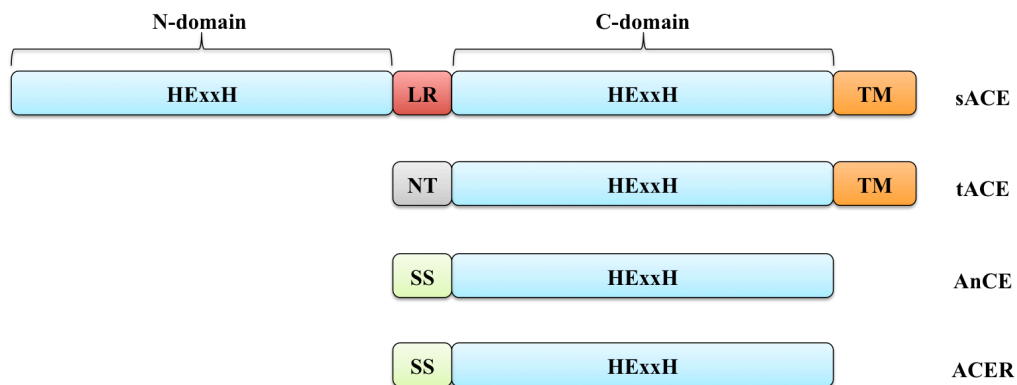 N-domain C-domain
HExxH LR HExxH TM sACE
NT HExxH TM tACE
SS HExxH AnCE
SS HExxH ACER